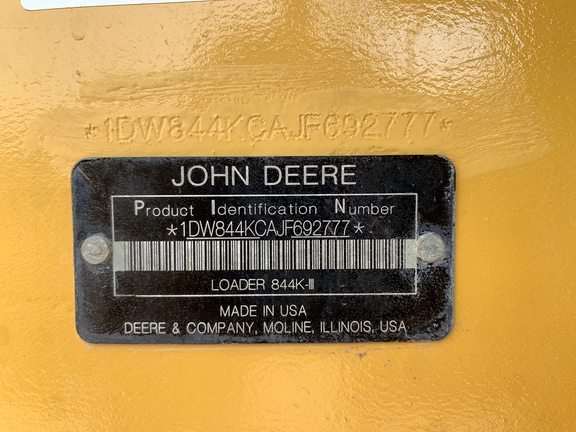 *1DW844KCAJF692777*
JOHN DEERE
Product Identification Number
*1DW844KCAJF692777*
LOADER 844K-III
MADE IN USA
DEERE & COMPANY, MOLINE, ILLINOIS, USA